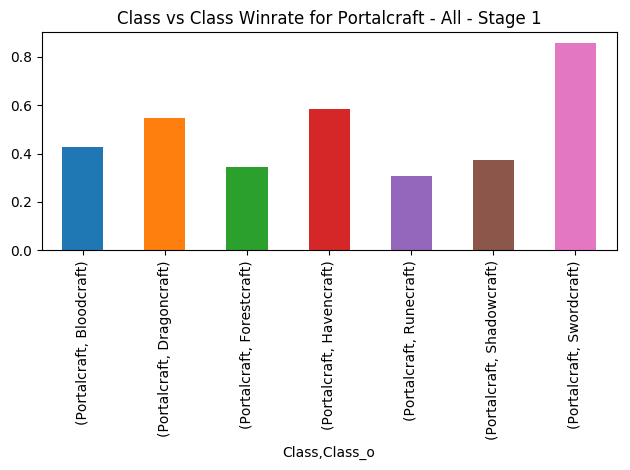 Class vs Class Winrate for Portalcraft - All - Stage 1
0.8
0.6
0.4
0.2
0.0
(Portalcraft, Bloodcraft)
(Portalcraft, Dragoncraft)
(Portalcraft, Forestcraft)
(Portalcraft, Havencraft)
(Portalcraft, Runecraft)
(Portalcraft, Shadowcraft)
(Portalcraft, Swordcraft)
Class,Class_o